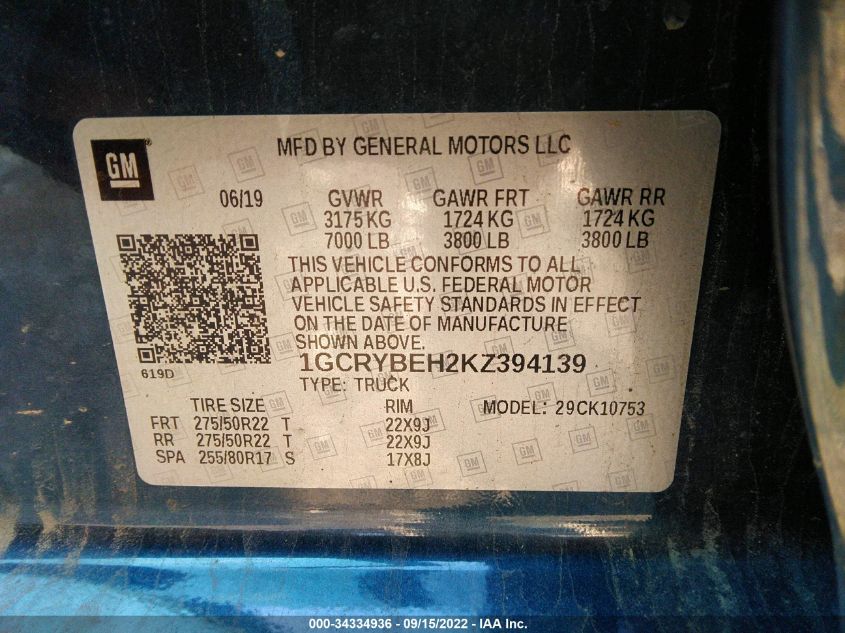 GM
MFD BY GENERAL MOTORS LLC
06/19 GVWR GAWR FRT GAWR RR
3175 KG 1724 KG 1724 KG
7000 LB 3800 LB 3800 LB
THIS VEHICLE CONFORMS TO ALL
APPLICABLE U.S. FEDERAL MOTOR
VEHICLE SAFETY STANDARDS IN EFFECT
ON THE DATE OF MANUFACTURE
SHOWN ABOVE.
1GCRYBEH2KZ394139
619D
TYPE: TRUCK
TIRE SIZE RIM MODEL: 29CK10753
FRT 275/50R22 T 22X9J
RR 275/50R22 T 22X9J
SPA 255/80R17 S 17X8J
000-34334936 - 09/15/2022 - IAA Inc.